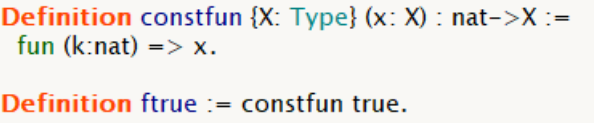 Definition constfun {X: Type} (x: X) : nat->X :=
fun (k:nat) => x.
Definition ftrue := constfun true.